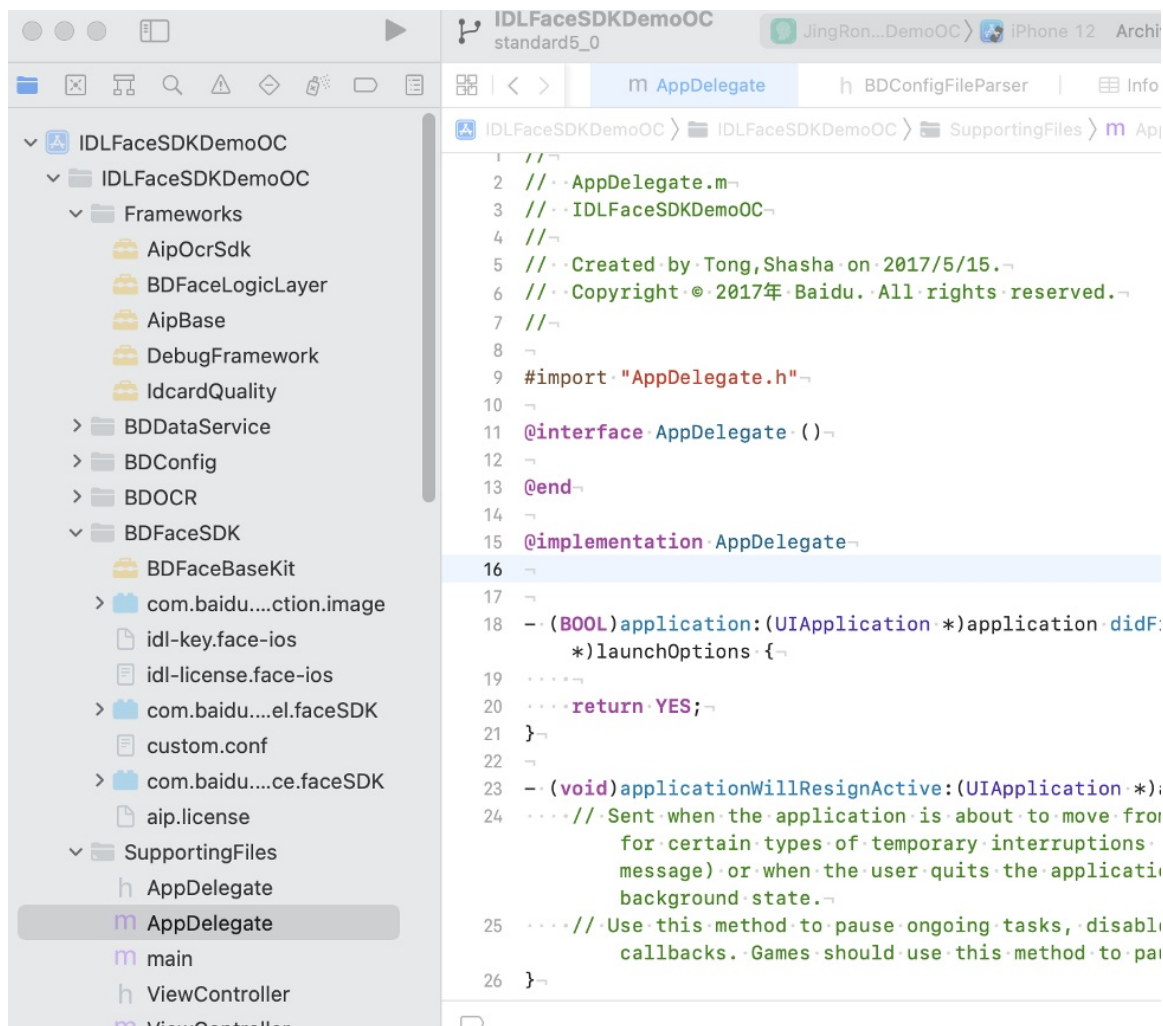 IDLFaceSDKDemoOC
standard5_0
JingRon...DemoOC
iPhone 12
Archi
AppDelegate
BDConfigFileParser
Info
IDLFaceSDKDemoOC
IDLFaceSDKDemoOC
SupportingFiles
m Ap
IDLFaceSDKDemoOC
IDLFaceSDKDemoOC
Frameworks
AipOcrSdk
BDFaceLogicLayer
AipBase
DebugFramework
IdcardQuality
BDDataService
BDConfig
BDOCR
BDFaceSDK
BDFaceBaseKit
com.baidu....ction.image
idl-key.face-ios
idl-license.face-ios
com.baidu....el.faceSDK
custom.conf
com.baidu....ce.faceSDK
aip.license
SupportingFiles
h AppDelegate
m AppDelegate
m main
h ViewController
m ViewController
1 //
2 // AppDelegate.m
3 // IDLFaceSDKDemoOC
4 //
5 // Created by Tong,Shasha on 2017/5/15.
6 // Copyright © 2017年 Baidu. All rights reserved.
7 //
8
9 #import "AppDelegate.h"
10
11 @interface AppDelegate ()
12
13 @end
14
15 @implementation AppDelegate
16
17
18 - (BOOL)application:(UIApplication *)application didFi
*)launchOptions {
19
20 return YES;
21 }
22
23 - (void)applicationWillResignActive:(UIApplication *)a
24 // Sent when the application is about to move from
for certain types of temporary interruptions
message) or when the user quits the applicati
background state.
25 // Use this method to pause ongoing tasks, disable
callbacks. Games should use this method to pau
26 }